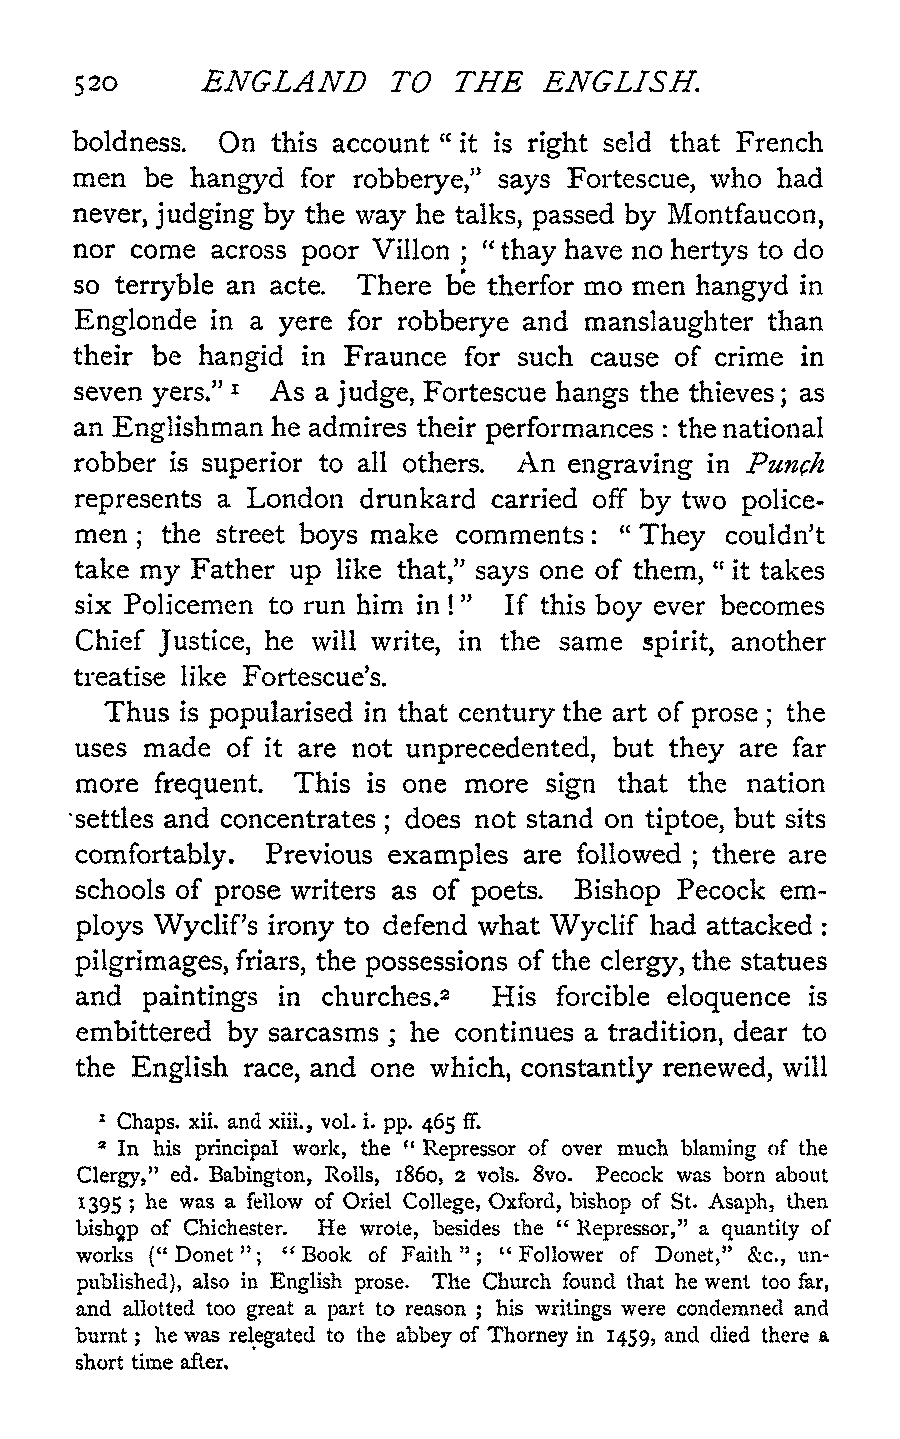 520 ENGLAND TO THE ENGLISH.
boldness. On this account “ it is right seld that French
men be hangyd for robberye,” says Fortescue, who had
never, judging by the way he talks, passed by Montfaucon,
nor come across poor Villon ; “ thay have no hertys to do
so terryble an acte. There be therfor mo men hangyd in
Englonde in a yere for robberye and manslaughter than
their be hangid in Fraunce for such cause of crime in
seven yers.” ¹ As a judge, Fortescue hangs the thieves ; as
an Englishman he admires their performances : the national
robber is superior to all others. An engraving in Punch
represents a London drunkard carried off by two police-
men ; the street boys make comments : “ They couldn’t
take my Father up like that,” says one of them, “ it takes
six Policemen to run him in ! ” If this boy ever becomes
Chief Justice, he will write, in the same spirit, another
treatise like Fortescue’s.
Thus is popularised in that century the art of prose ; the
uses made of it are not unprecedented, but they are far
more frequent. This is one more sign that the nation
settles and concentrates ; does not stand on tiptoe, but sits
comfortably. Previous examples are followed ; there are
schools of prose writers as of poets. Bishop Pecock em-
ploys Wyclif’s irony to defend what Wyclif had attacked :
pilgrimages, friars, the possessions of the clergy, the statues
and paintings in churches.² His forcible eloquence is
embittered by sarcasms ; he continues a tradition, dear to
the English race, and one which, constantly renewed, will
¹ Chaps. xii. and xiii., vol. i. pp. 465 ff.
² In his principal work, the “ Repressor of over much blaming of the
Clergy,” ed. Babington, Rolls, 1860, 2 vols. 8vo. Pecock was born about
1395 ; he was a fellow of Oriel College, Oxford, bishop of St. Asaph, then
bishop of Chichester. He wrote, besides the “ Repressor,” a quantity of
works (“ Donet ” ; “ Book of Faith ” ; “ Follower of Donet,” &c., un-
published), also in English prose. The Church found that he went too far,
and allotted too great a part to reason ; his writings were condemned and
burnt ; he was relegated to the abbey of Thorney in 1459, and died there a
short time after.